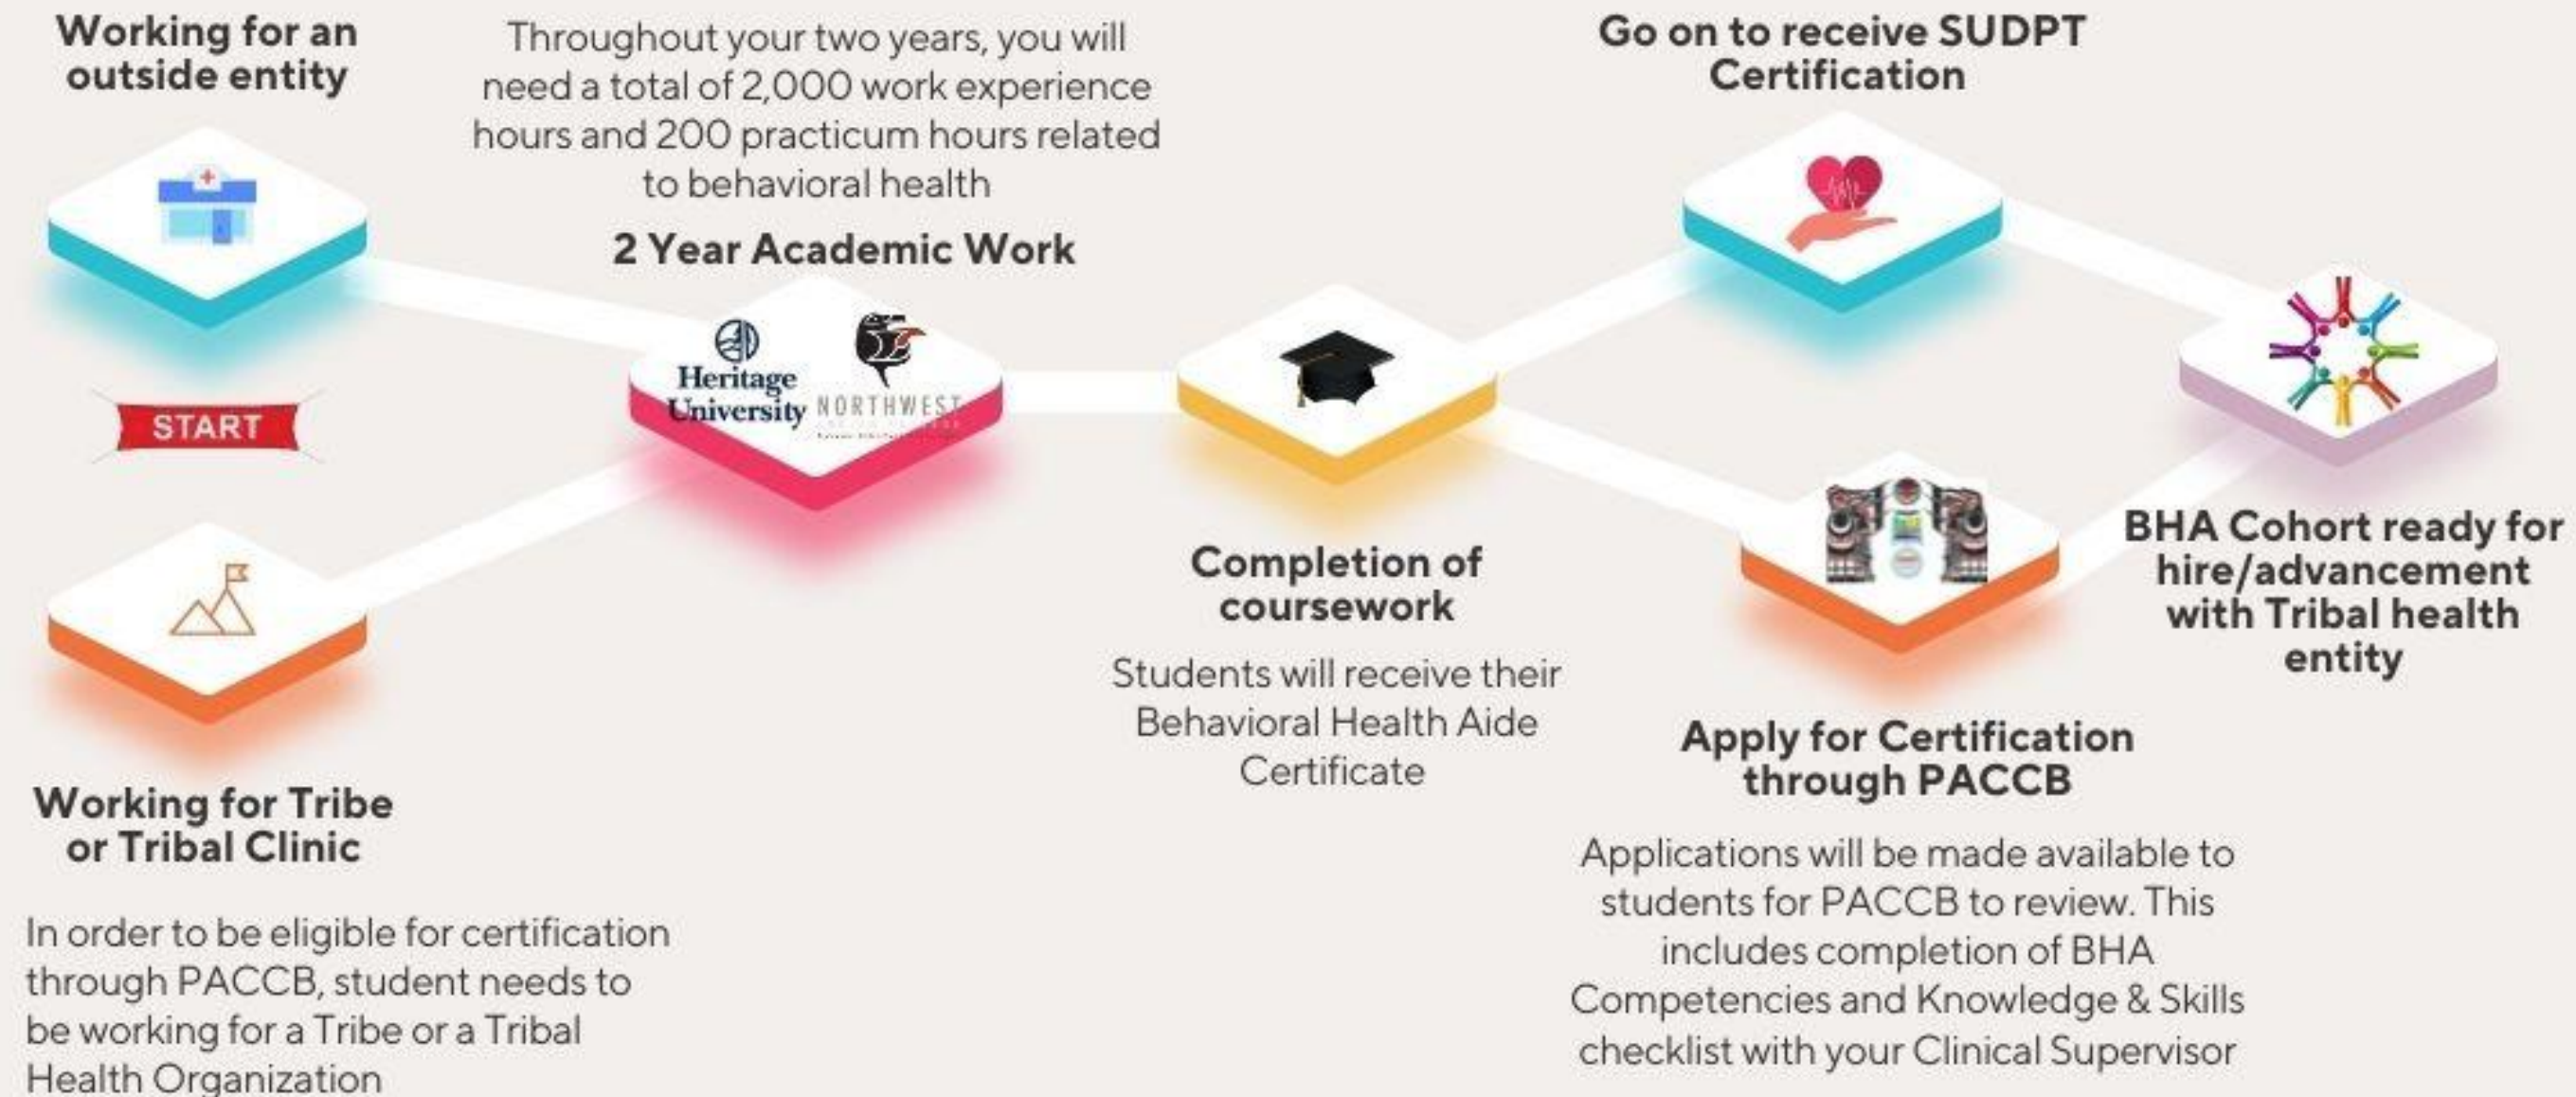 Working for an
outside entity
START
Working for Tribe
or Tribal Clinic
In order to be eligible for certification
through PACCB, student needs to
be working for a Tribe or a Tribal
Health Organization
Throughout your two years, you will
need a total of 2,000 work experience
hours and 200 practicum hours related
to behavioral health
2 Year Academic Work
Heritage
University
NORTHWEST
Completion of
coursework
Students will receive their
Behavioral Health Aide
Certificate
Go on to receive SUDPT
Certification
Apply for Certification
through PACCB
Applications will be made available to
students for PACCB to review. This
includes completion of BHA
Competencies and Knowledge & Skills
checklist with your Clinical Supervisor
BHA Cohort ready for
hire/advancement
with Tribal health
entity